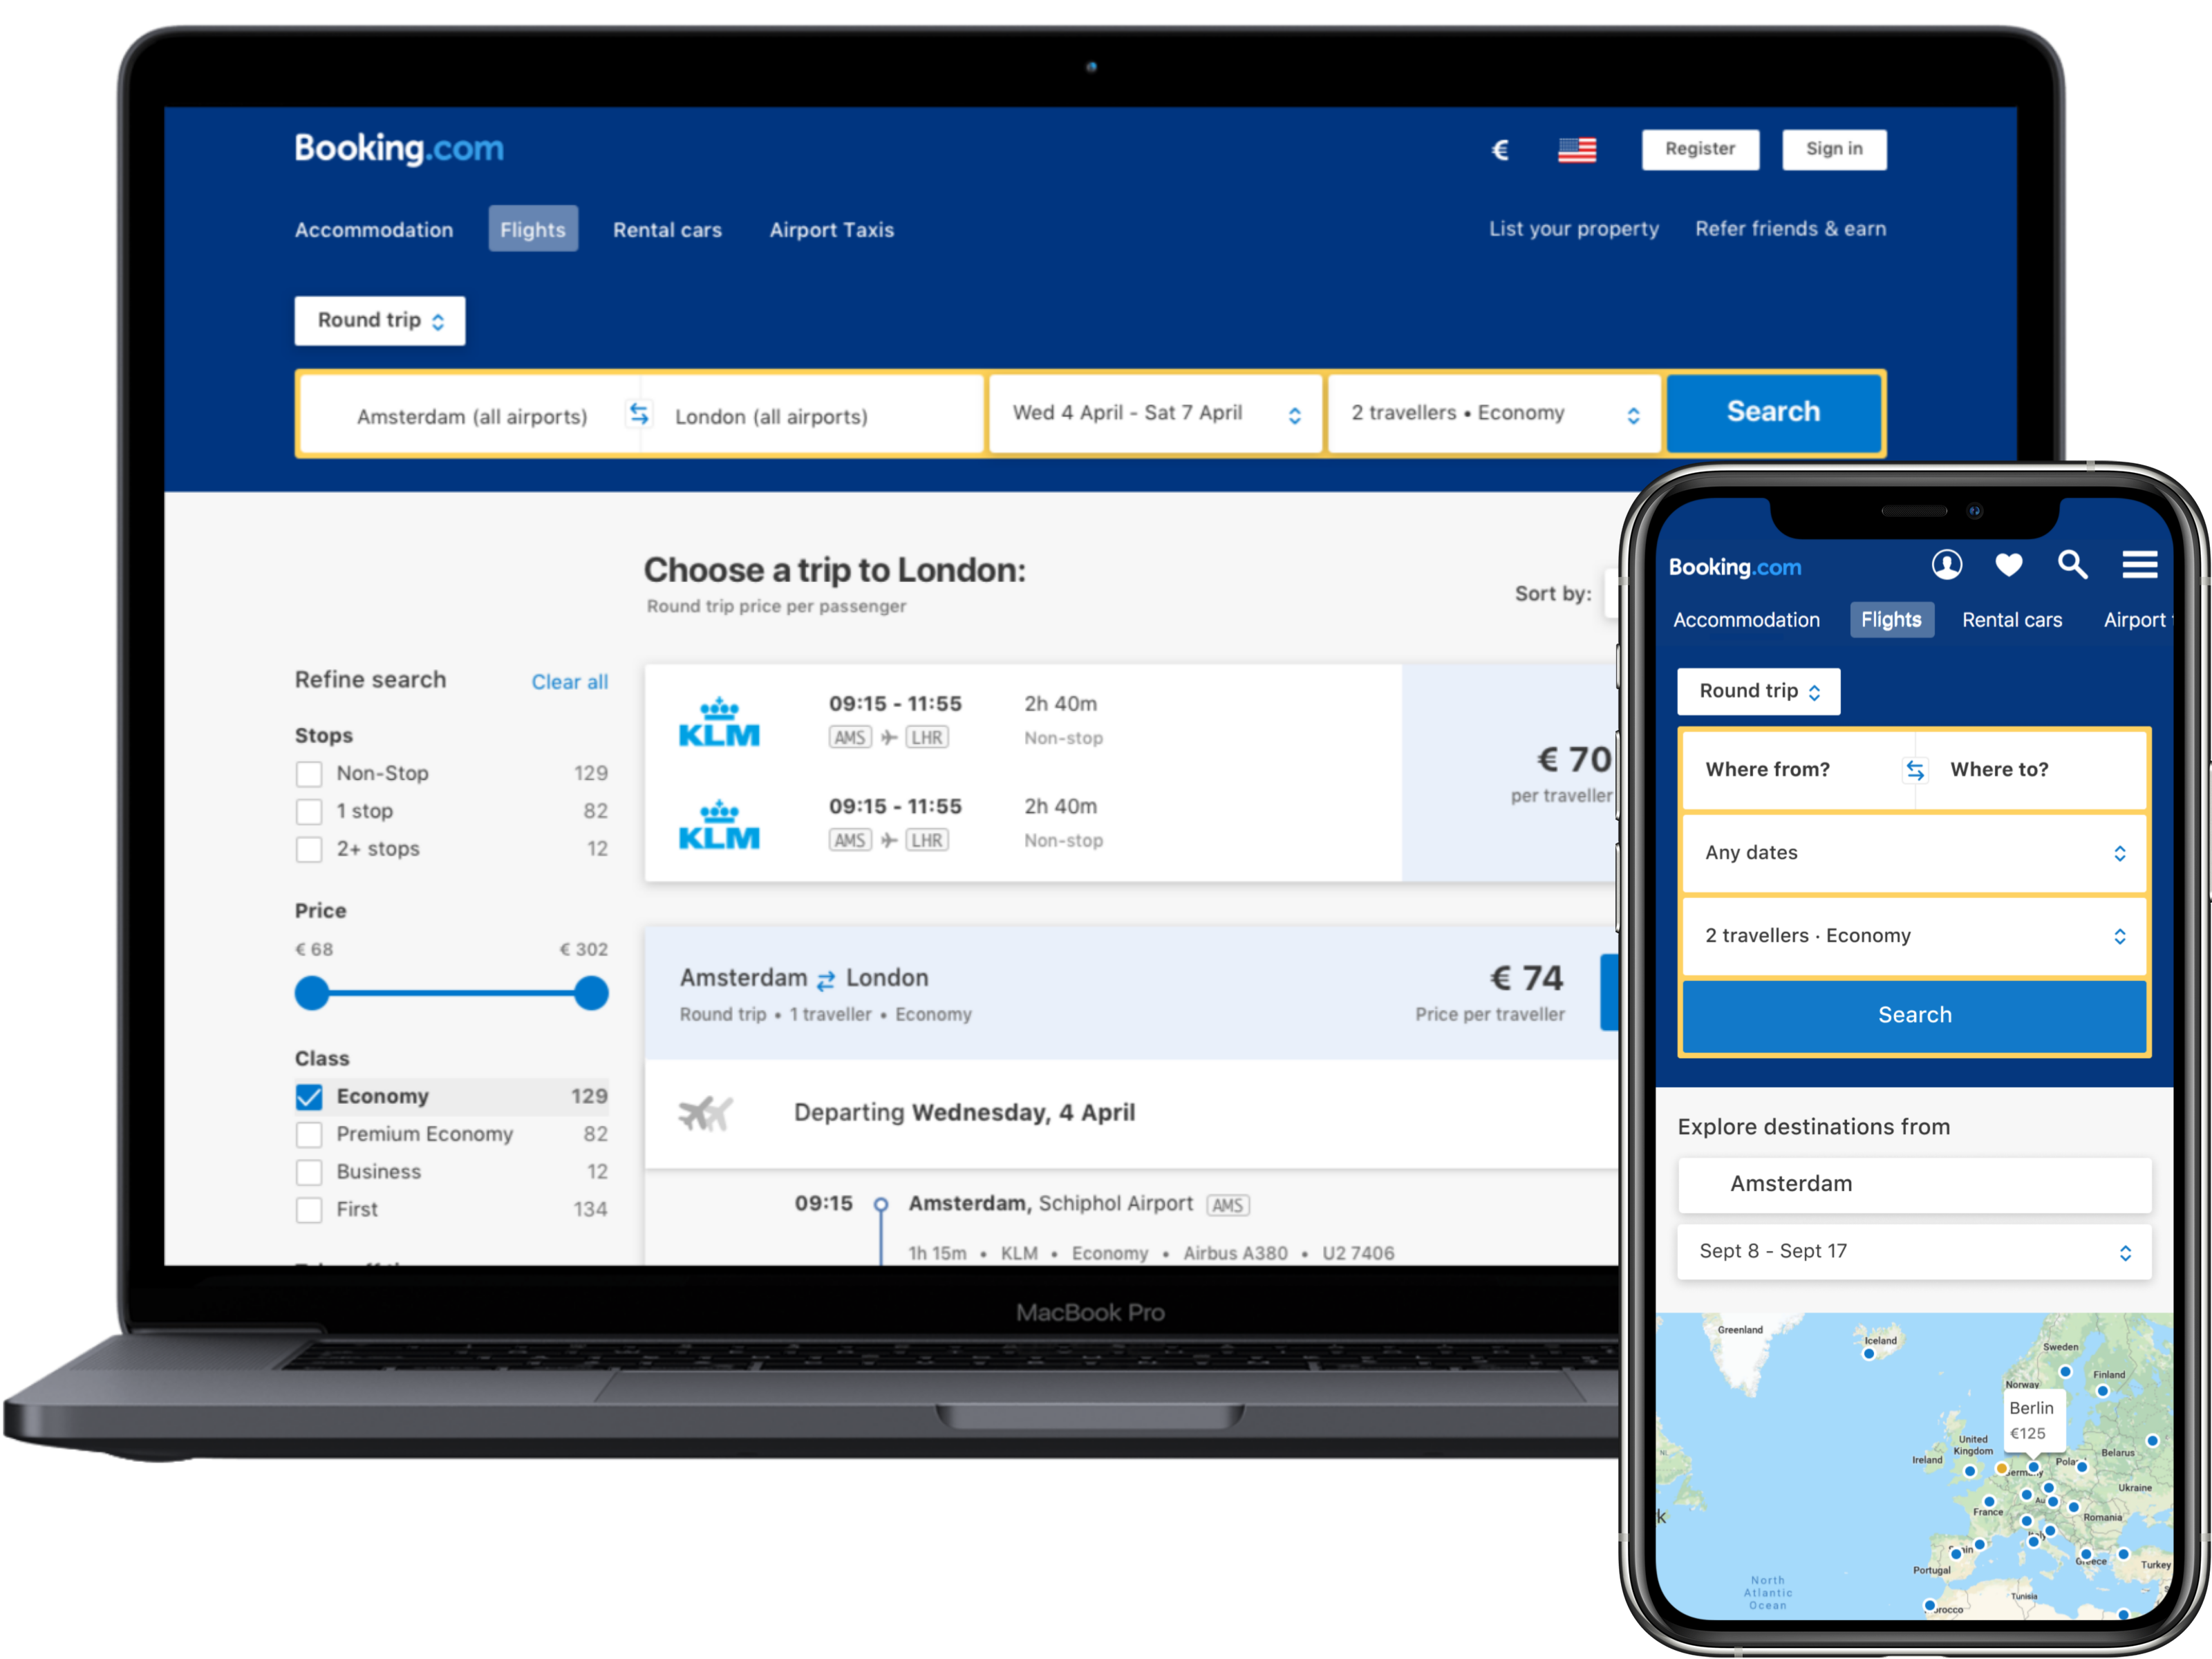 Booking.com
€
Register
Sign in
Accommodation
Flights
Rental cars
Airport Taxis
List your property
Refer friends & earn
Round trip
Amsterdam (all airports)
London (all airports)
Wed 4 April - Sat 7 April
2 travellers • Economy
Search
Choose a trip to London:
Round trip price per passenger
Sort by:
Refine search
Clear all
Stops
Non-Stop 129
1 stop 82
2+ stops 12
Price
€ 68 € 302
Class
Economy 129
Premium Economy 82
Business 12
First 134
KLM
09:15 - 11:55
2h 40m
AMS LHR
Non-stop
KLM
09:15 - 11:55
2h 40m
AMS LHR
Non-stop
€ 70
per traveller
Amsterdam London
Round trip • 1 traveller • Economy
€ 74
Price per traveller
Departing Wednesday, 4 April
09:15
Amsterdam, Schiphol Airport AMS
1h 15m • KLM • Economy • Airbus A380 • U2 7406
MacBook Pro
Booking.com
Accommodation
Flights
Rental cars
Airport
Round trip
Where from?
Where to?
Any dates
2 travellers · Economy
Search
Explore destinations from
Amsterdam
Sept 8 - Sept 17
Greenland
Iceland
Sweden
Finland
Norway
Berlin
€125
United
Kingdom
Ireland
Belarus
Ukraine
France
Romania
Portugal
Turkey
North
Atlantic
Ocean
Tunisia